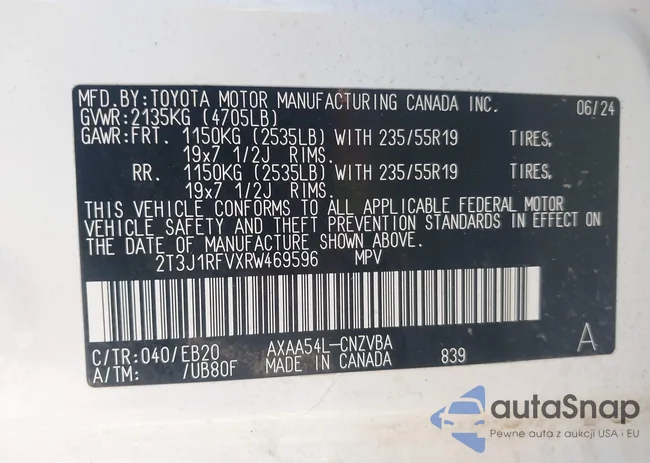 MFD.BY:TOYOTA MOTOR MANUFACTURING CANADA INC. 06/24
GVWR:2135KG (4705LB)
GAWR:FRT. 1150KG (2535LB) WITH 235/55R19 TIRES,
19x7 1/2J RIMS.
RR. 1150KG (2535LB) WITH 235/55R19 TIRES,
19x7 1/2J RIMS.
THIS VEHICLE CONFORMS TO ALL APPLICABLE FEDERAL MOTOR
VEHICLE SAFETY AND THEFT PREVENTION STANDARDS IN EFFECT ON
THE DATE OF MANUFACTURE SHOWN ABOVE.
2T3J1RFVXRW469596 MPV
C/TR:040/EB20 AXAA54L-CNZVBA A
A/TM: /UB80F MADE IN CANADA 839
autaSnap
Pewne auta z aukcji USA i EU